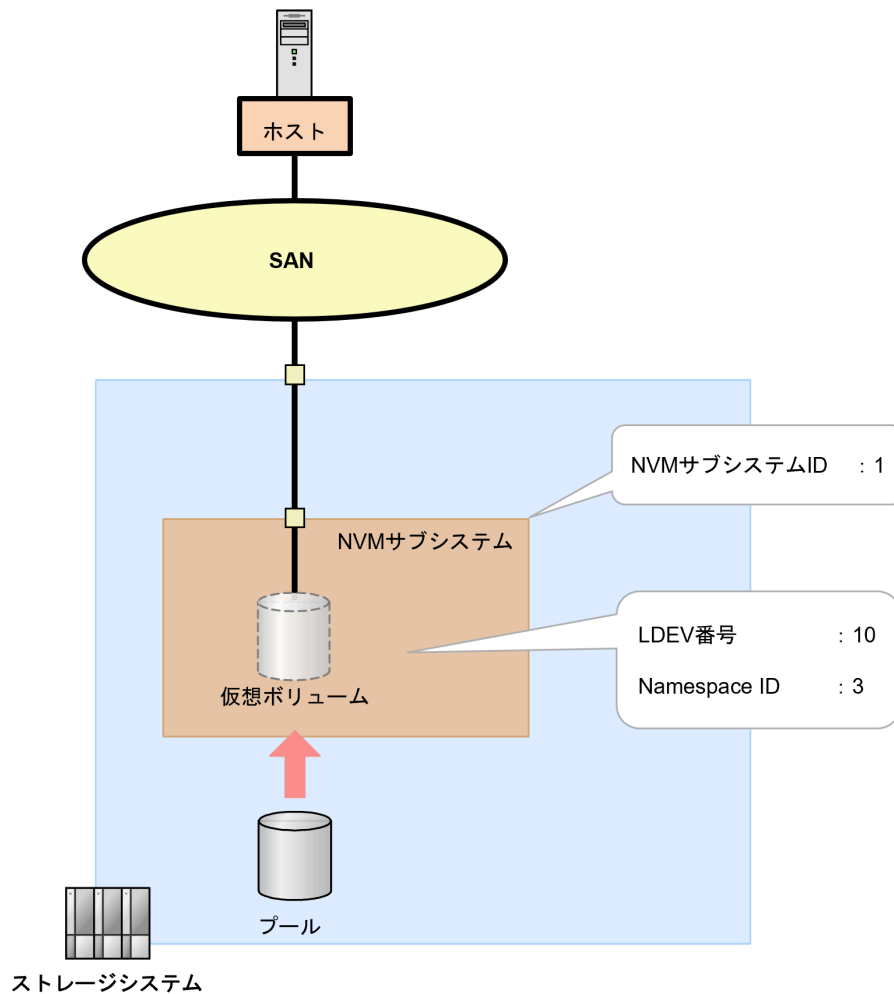 ホスト
SAN
NVMサブシステムID : 1
NVMサブシステム
LDEV番号 : 10
Namespace ID : 3
仮想ボリューム
プール
ストレージシステム